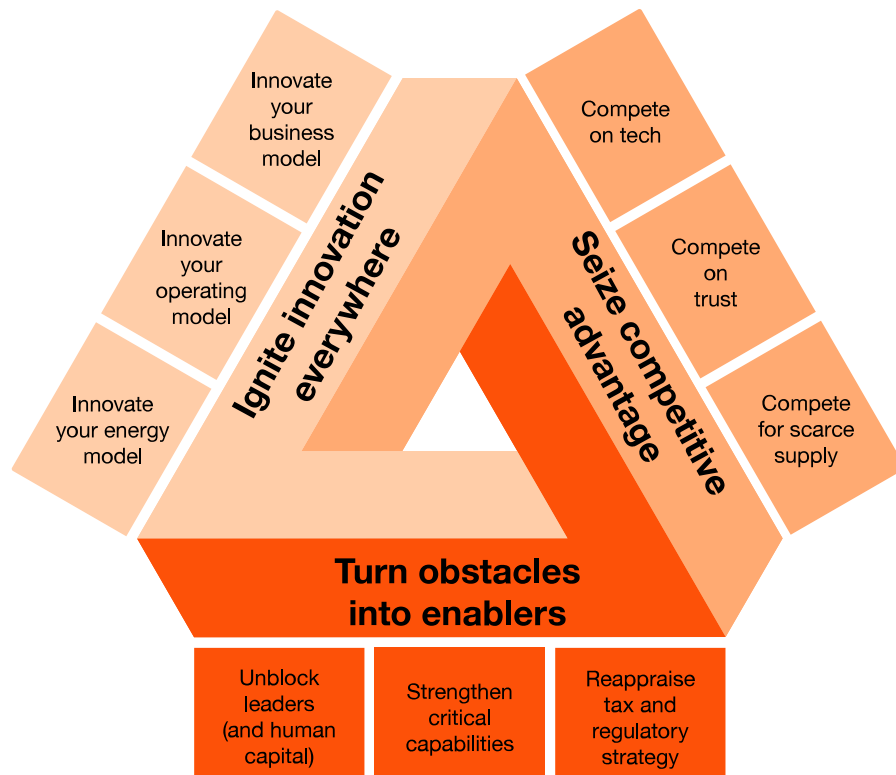 Innovate
your
business
model
Innovate
your
operating
model
Innovate
your energy
model
Ignite innovation
everywhere
Seize competitive
advantage
Compete
on tech
Compete
on
trust
Compete
for scarce
supply
Turn obstacles
into enablers
Unblock
leaders
(and human
capital)
Strengthen
critical
capabilities
Reappraise
tax and
regulatory
strategy